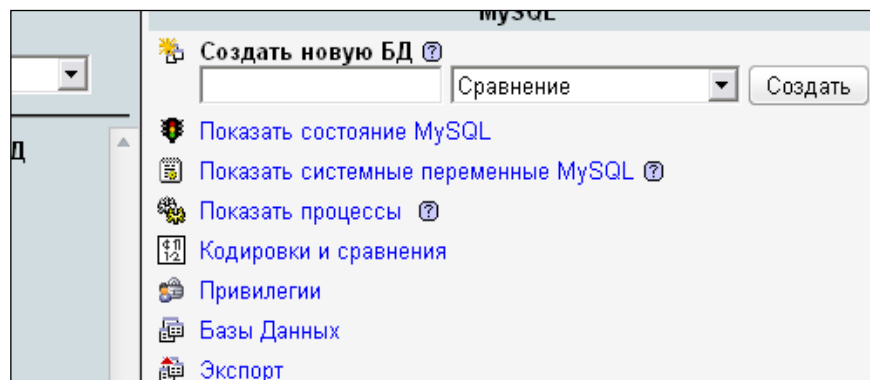 MySQL
Создать новую БД
Сравнение Создать
Д
Показать состояние MySQL
Показать системные переменные MySQL
Показать процессы
Кодировки и сравнения
Привилегии
Базы Данных
Экспорт